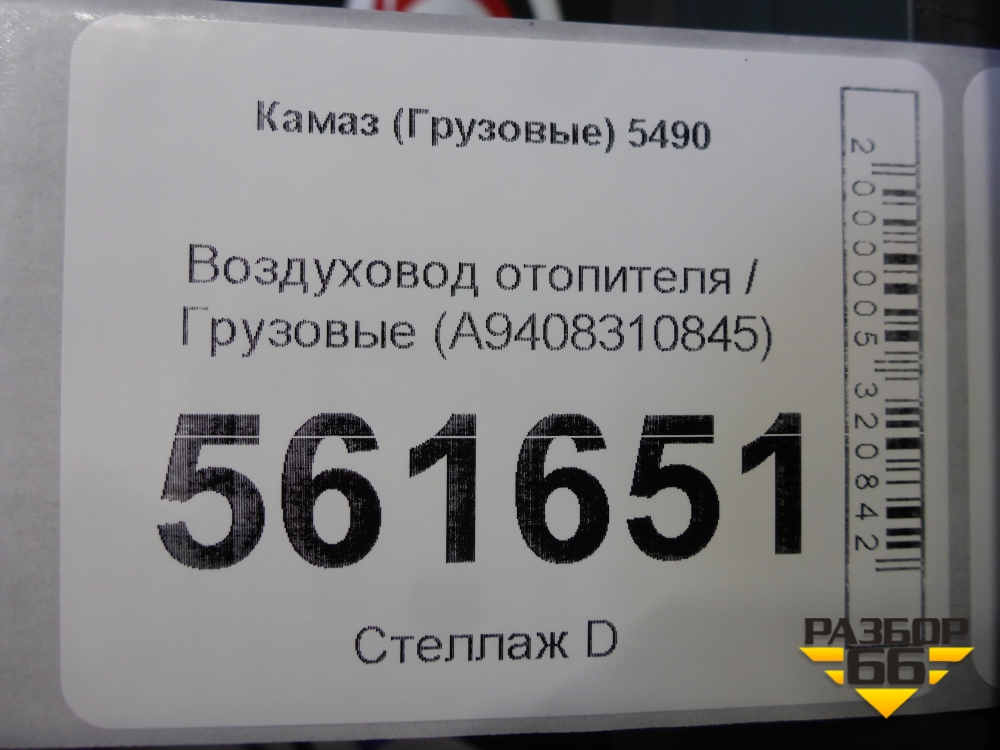 Камаз (Грузовые) 5490
Воздуховод отопителя /
Грузовые (A9408310845)
561651
Стеллаж D
2000005320842
РАЗБОР
66